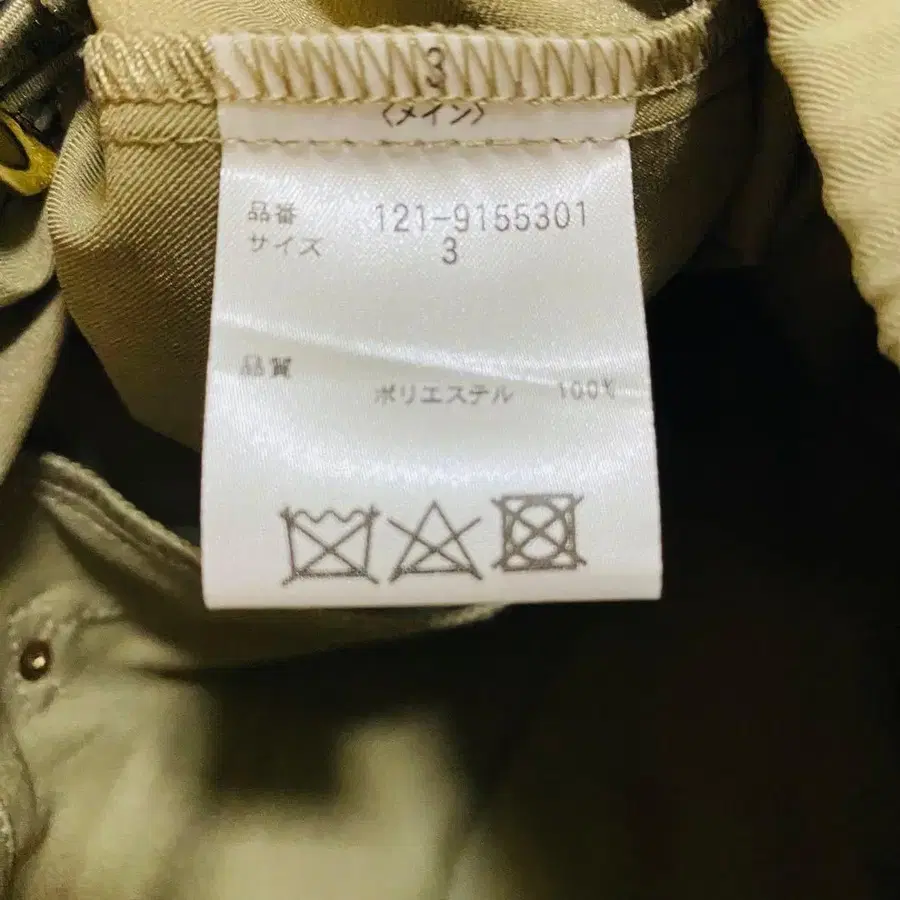 3
〈メイン〉
品番 121-9155301
サイズ 3
品質
ポリエステル 100%